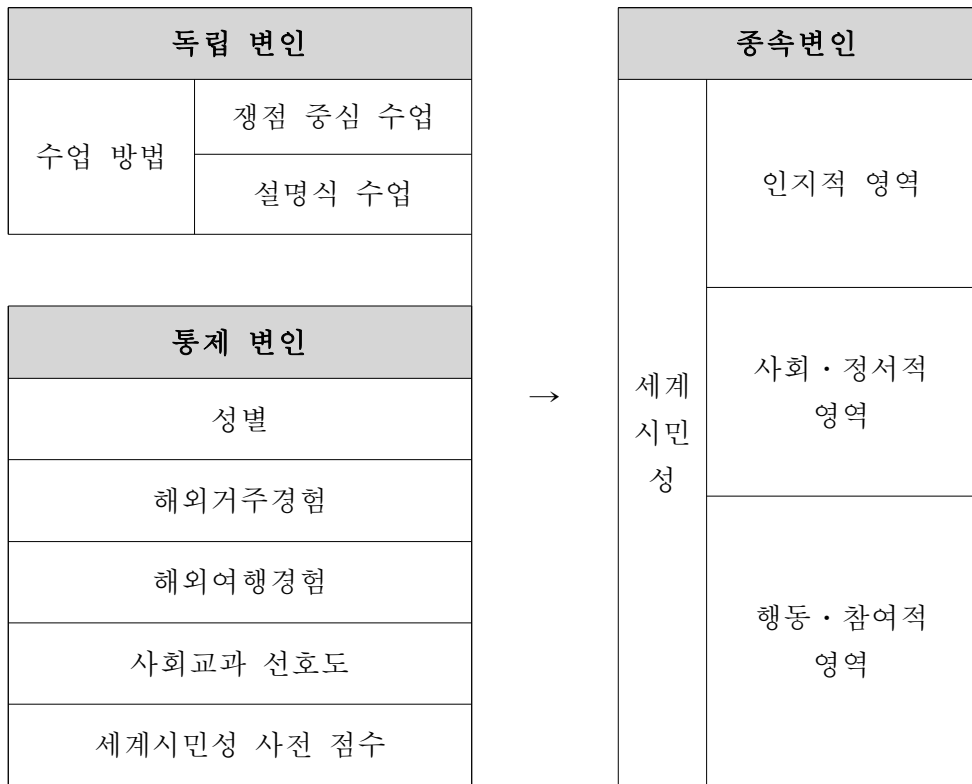 독립 변인
수업 방법
쟁점 중심 수업
설명식 수업
통제 변인
성별
해외거주경험
해외여행경험
사회교과 선호도
세계시민성 사전 점수
→
종속변인
세계
시민
성
인지적 영역
사회·정서적
영역
행동·참여적
영역